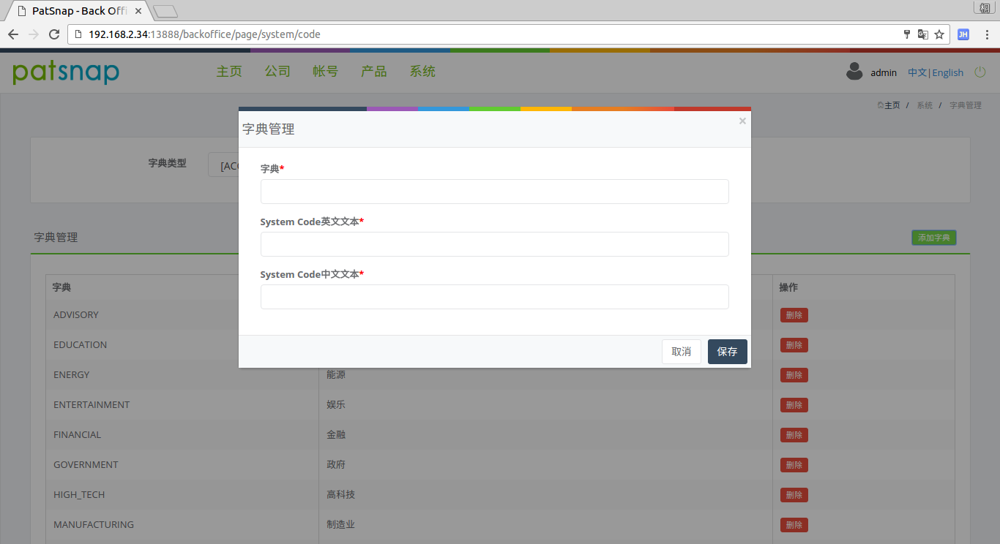 PatSnap - Back Offi
桐
192.168.2.34:13888/backoffice/page/system/code
JH
patsnap
主页 公司 帐号 产品 系统
admin 中文|English
主页 / 系统 / 字典管理
字典管理 ×
字典类型 [ACC
字典*
System Code英文文本*
字典管理 添加字典
System Code中文文本*
字典 操作
ADVISORY 删除
EDUCATION 删除
取消 保存
ENERGY 能源 删除
ENTERTAINMENT 娱乐 删除
FINANCIAL 金融 删除
GOVERNMENT 政府 删除
HIGH_TECH 高科技 删除
MANUFACTURING 制造业 删除